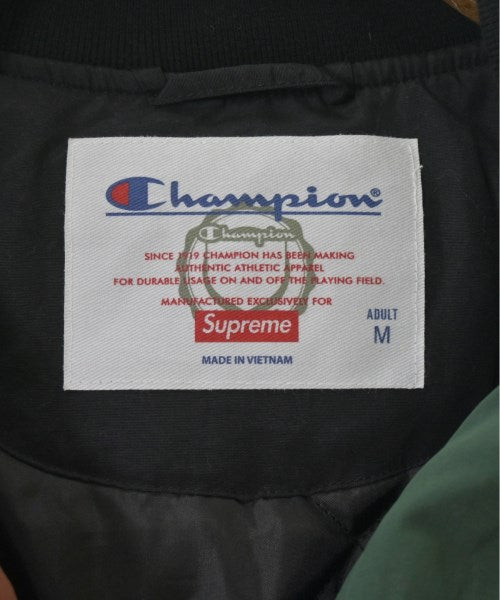 Champion®
Champion
SINCE 1919 CHAMPION HAS BEEN MAKING
AUTHENTIC ATHLETIC APPAREL
FOR DURABLE USAGE ON AND OFF THE PLAYING FIELD.
MANUFACTURED EXCLUSIVELY FOR
Supreme
ADULT
M
MADE IN VIETNAM